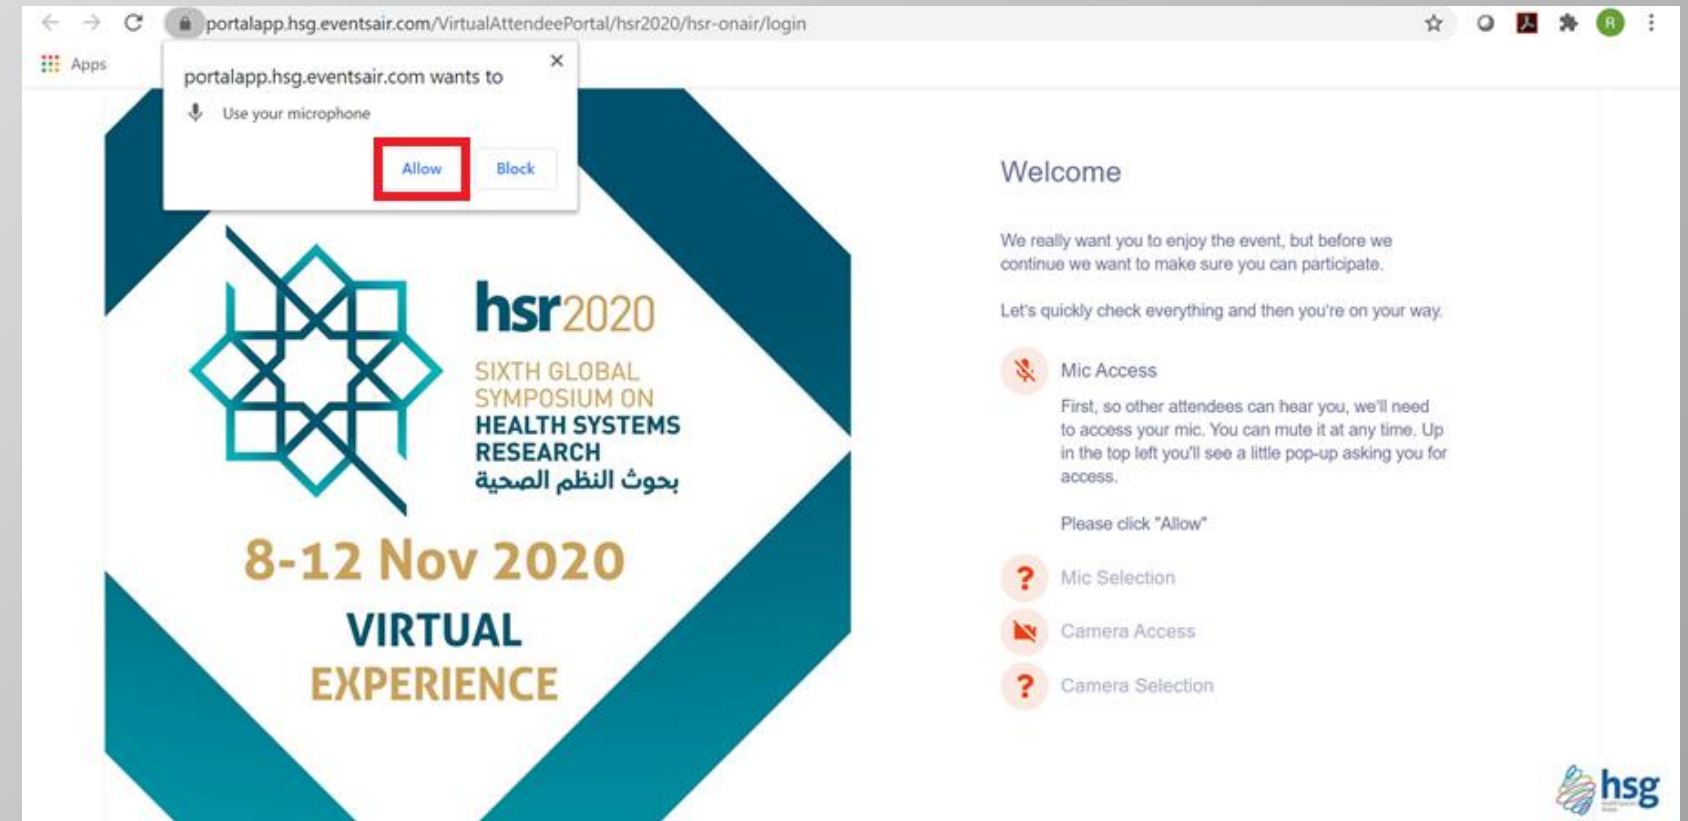 portalapp.hsg.eventsair.com/VirtualAttendeePortal/hsr2020/hsr-onair/login
R
Apps
portalapp.hsg.eventsair.com wants to
Use your microphone
Allow
Block
hsr2020
SIXTH GLOBAL
SYMPOSIUM ON
HEALTH SYSTEMS
RESEARCH
بحوث النظم الصحية
8-12 Nov 2020
VIRTUAL
EXPERIENCE
Welcome
We really want you to enjoy the event, but before we
continue we want to make sure you can participate.
Let's quickly check everything and then you're on your way.
Mic Access
First, so other attendees can hear you, we'll need
to access your mic. You can mute it at any time. Up
in the top left you'll see a little pop-up asking you for
access.
Please click "Allow"
? Mic Selection
Camera Access
? Camera Selection
hsg